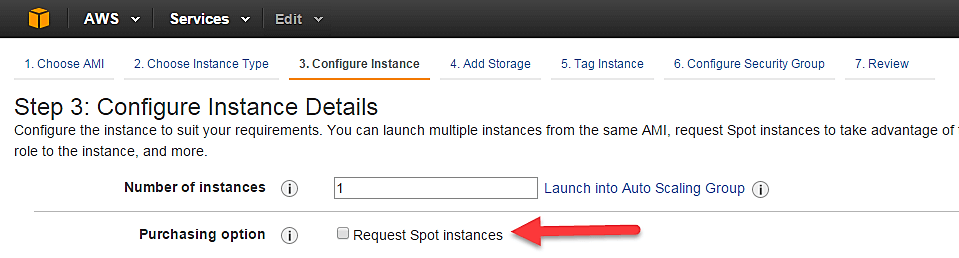 AWS Services Edit
1. Choose AMI 2. Choose Instance Type 3. Configure Instance 4. Add Storage 5. Tag Instance 6. Configure Security Group 7. Review
Step 3: Configure Instance Details
Configure the instance to suit your requirements. You can launch multiple instances from the same AMI, request Spot instances to take advantage of
role to the instance, and more.
Number of instances i 1 Launch into Auto Scaling Group i
Purchasing option i Request Spot instances